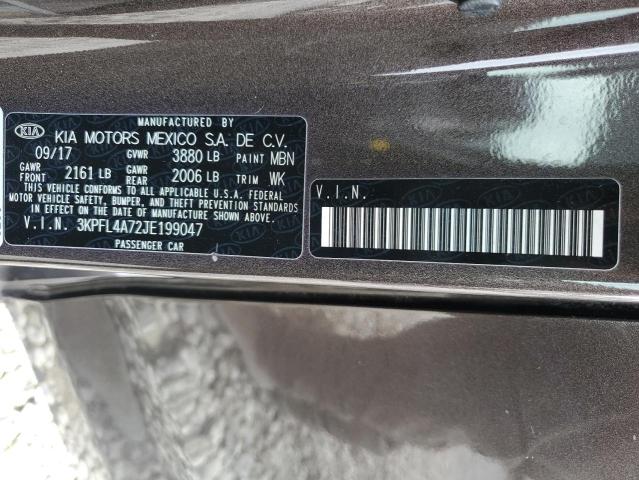 MANUFACTURED BY
KIA KIA MOTORS MEXICO S.A. DE C.V.
09/17 GVWR 3880 LB PAINT MBN
GAWR FRONT 2161 LB GAWR REAR 2006 LB TRIM WK
THIS VEHICLE CONFORMS TO ALL APPLICABLE U.S.A. FEDERAL
MOTOR VEHICLE SAFETY, BUMPER, AND THEFT PREVENTION STANDARDS
IN EFFECT ON THE DATE OF MANUFACTURE SHOWN ABOVE.
V.I.N. 3KPFL4A72JE199047
PASSENGER CAR
V.I.N.